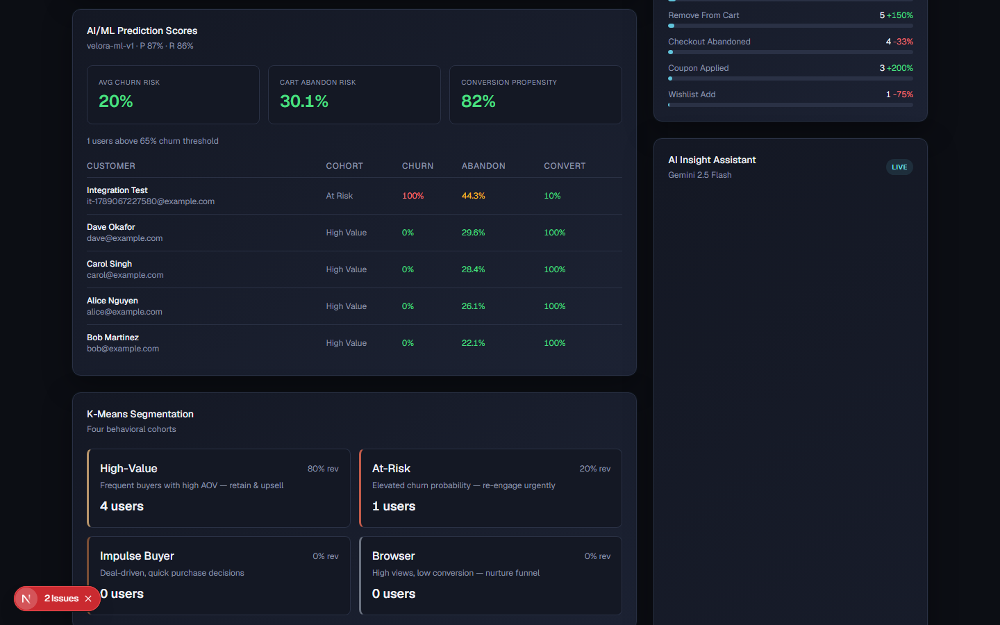 AI/ML Prediction Scores
velora-ml-v1 · P 87% · R 86%
AVG CHURN RISK
20%
CART ABANDON RISK
30.1%
CONVERSION PROPENSITY
82%
1 users above 65% churn threshold
CUSTOMER COHORT CHURN ABANDON CONVERT
Integration Test
it-1789067227580@example.com
At Risk 100% 44.3% 10%
Dave Okafor
dave@example.com
High Value 0% 29.6% 100%
Carol Singh
carol@example.com
High Value 0% 28.4% 100%
Alice Nguyen
alice@example.com
High Value 0% 26.1% 100%
Bob Martinez
bob@example.com
High Value 0% 22.1% 100%
K-Means Segmentation
Four behavioral cohorts
High-Value 80% rev
Frequent buyers with high AOV — retain & upsell
4 users
At-Risk 20% rev
Elevated churn probability — re-engage urgently
1 users
Impulse Buyer 0% rev
Deal-driven, quick purchase decisions
0 users
Browser 0% rev
High views, low conversion — nurture funnel
0 users
Remove From Cart 5 +150%
Checkout Abandoned 4 -33%
Coupon Applied 3 +200%
Wishlist Add 1 -75%
AI Insight Assistant
Gemini 2.5 Flash
LIVE
N 2 Issues ×